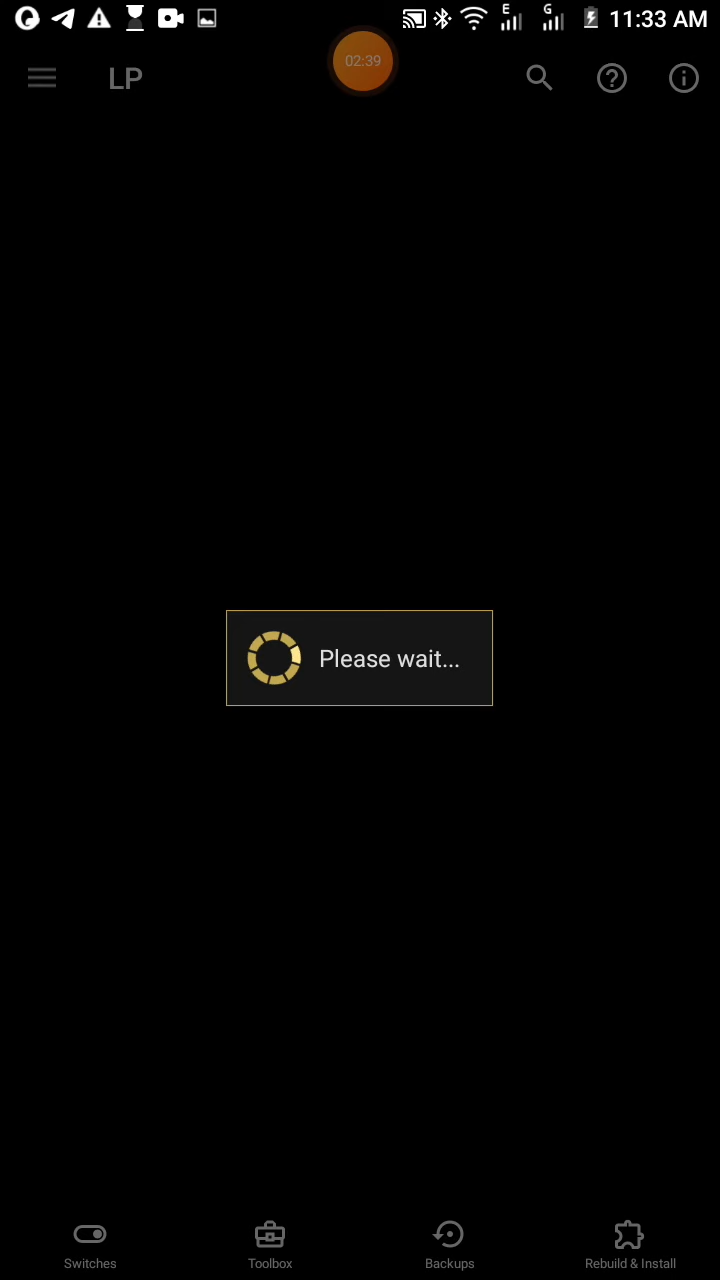 E G 11:33 AM
LP 02:39
Please wait...
Switches Toolbox Backups Rebuild & Install